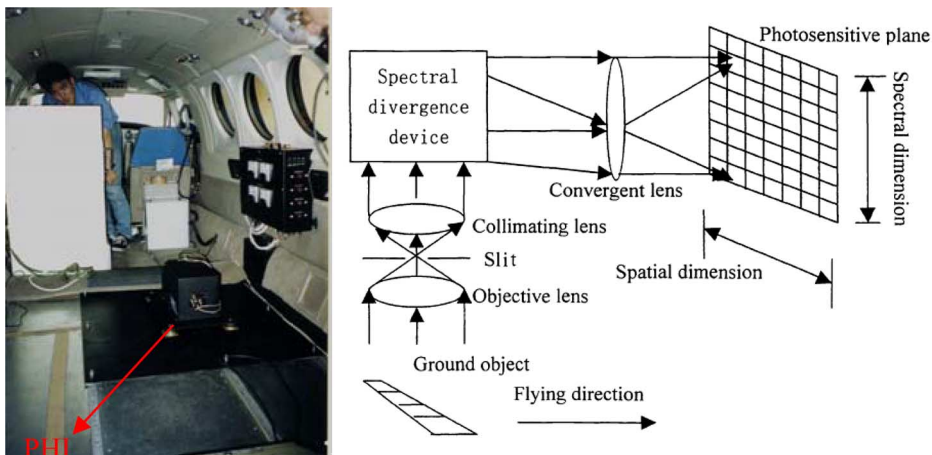 PHI
Spectral
divergence
device
Photosensitive plane
Spectral dimension
Convergent lens
Collimating lens
Slit
Spatial dimension
Objective lens
Ground object
Flying direction